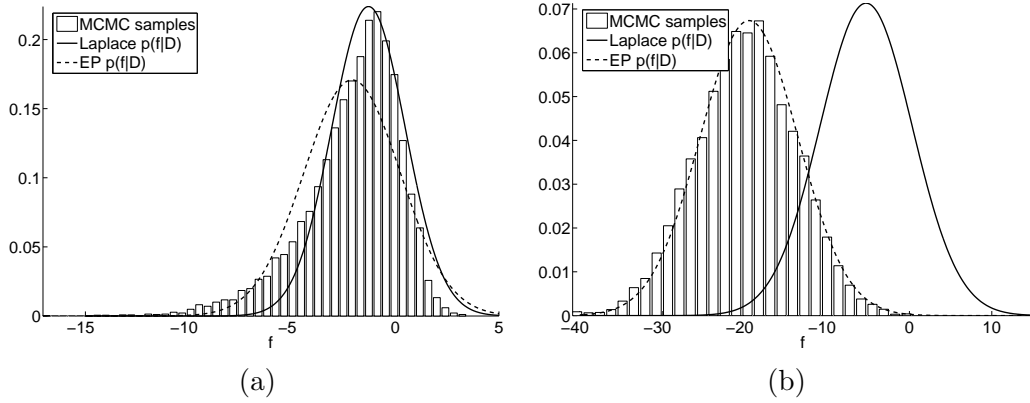 MCMC samples
Laplace p(f|D)
EP p(f|D)
0.2
0.15
0.1
0.05
0
−15
−10
−5
0
5
f
(a)
0.07
MCMC samples
Laplace p(f|D)
EP p(f|D)
0.06
0.05
0.04
0.03
0.02
0.01
0
−40
−30
−20
−10
0
10
f
(b)